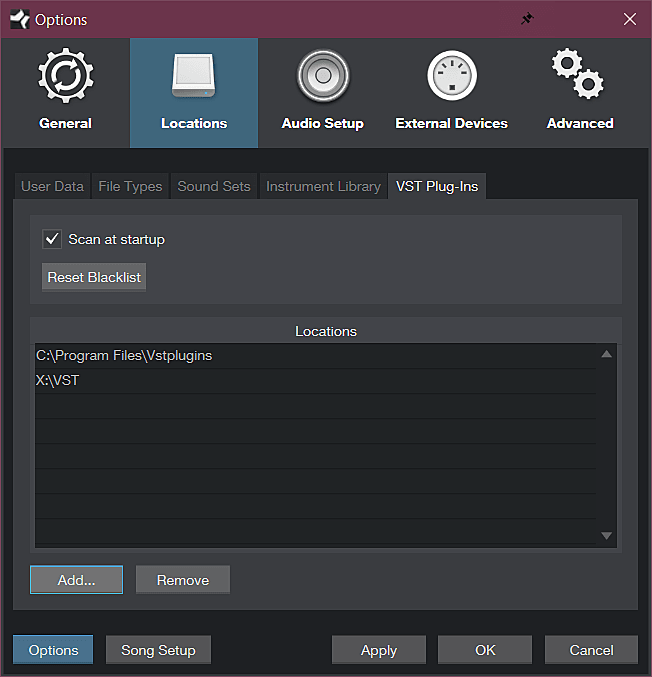 Options
General Locations Audio Setup External Devices Advanced
User Data File Types Sound Sets Instrument Library VST Plug-Ins
Scan at startup
Reset Blacklist
Locations
C:\Program Files\Vstplugins
X:\VST
Add... Remove
Options Song Setup Apply OK Cancel